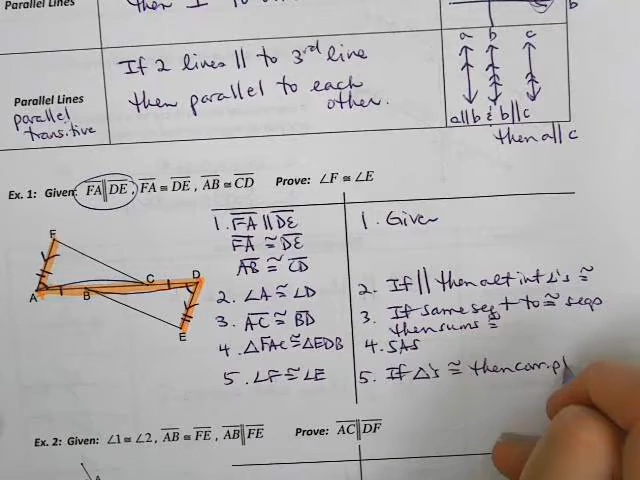 Parallel Lines
then
b
Parallel Lines
parallel
transitive
If 2 lines || to 3rd line
then parallel to each
other.
a b c
a||b & b||c
then a||c
Ex. 1: Given: FA || DE, FA ≅ DE, AB ≅ CD Prove: ∠F ≅ ∠E
F
A
B
C
D
E
1. FA || DE
FA ≅ DE
AB ≅ CD
1. Given
2. ∠A ≅ ∠D
2. If || then alt int ∠'s ≅
3. AC ≅ BD
3. If same seg + to ≅ segs
then sums ≅
4. △FAC ≅ △EDB
4. SAS
5. ∠F ≅ ∠E
5. If △'s ≅ then corr. p
Ex. 2: Given: ∠1 ≅ ∠2, AB ≅ FE, AB || FE Prove: AC || DF
A